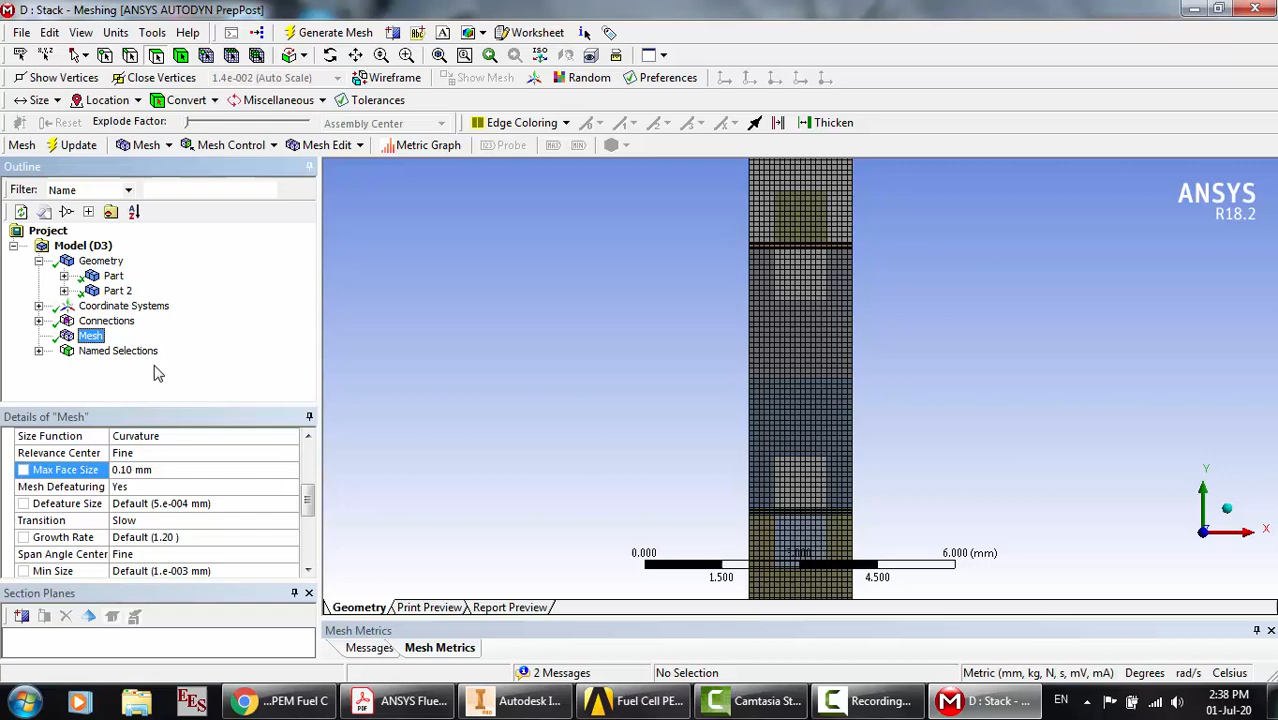 D : Stack - Meshing [ANSYS AUTODYN PrepPost]
File Edit View Units Tools Help Generate Mesh Worksheet
Show Vertices Close Vertices 1.4e-002 (Auto Scale) Wireframe Show Mesh Random Preferences
Size Location Convert Miscellaneous Tolerances
Reset Explode Factor: Assembly Center Edge Coloring Thicken
Mesh Update Mesh Mesh Control Mesh Edit Metric Graph Probe
Outline
Filter: Name
Project
Model (D3)
Geometry
Part
Part 2
Coordinate Systems
Connections
Mesh
Named Selections
Details of "Mesh"
Size Function Curvature
Relevance Center Fine
Max Face Size 0.10 mm
Mesh Defeaturing Yes
Defeature Size Default (5.e-004 mm)
Transition Slow
Growth Rate Default (1.20 )
Span Angle Center Fine
Min Size Default (1.e-003 mm)
Section Planes
ANSYS
R18.2
Y
X
0.000 6.000 (mm)
1.500 4.500
Geometry Print Preview Report Preview
Mesh Metrics
Messages Mesh Metrics
2 Messages No Selection Metric (mm, kg, N, s, mV, mA) Degrees rad/s Celsius
EES ...PEM Fuel C ANSYS Flue... Autodesk I... Fuel Cell PE... Camtasia St... Recording... D : Stack - ... EN 2:38 PM
01-Jul-20